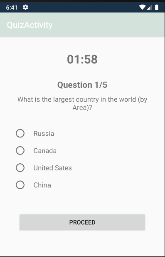 6:41
QuizActivity
01:58
Question 1/5
What is the largest country in the world (by
Area)?
Russia
Canada
United Sates
China
PROCEED